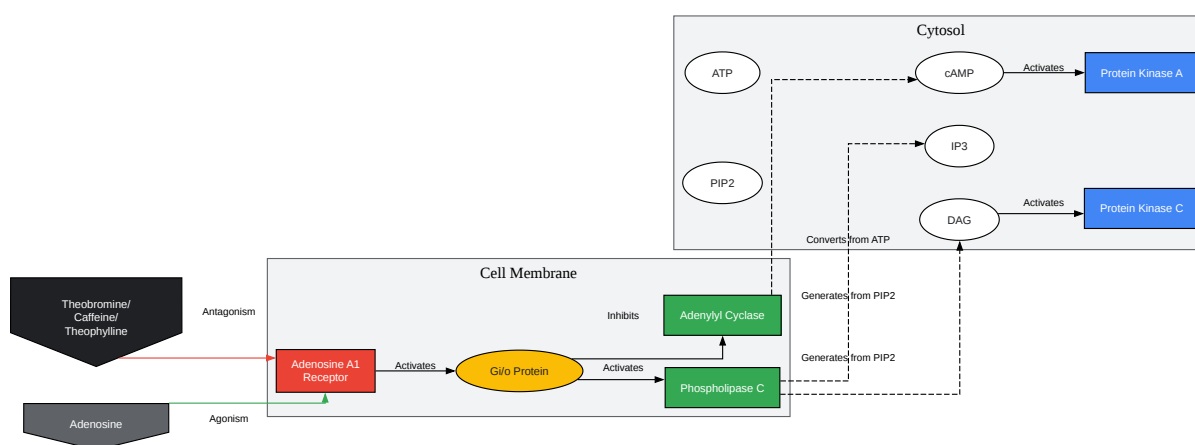 Cytosol
ATP
cAMP
Activates
Protein Kinase A
IP3
PIP2
DAG
Activates
Protein Kinase C
Converts from ATP
Cell Membrane
Theobromine/
Caffeine/
Theophylline
Antagonism
Inhibits
Adenylyl Cyclase
Generates from PIP2
Adenosine A1
Receptor
Activates
Gi/o Protein
Activates
Phospholipase C
Generates from PIP2
Adenosine
Agonism